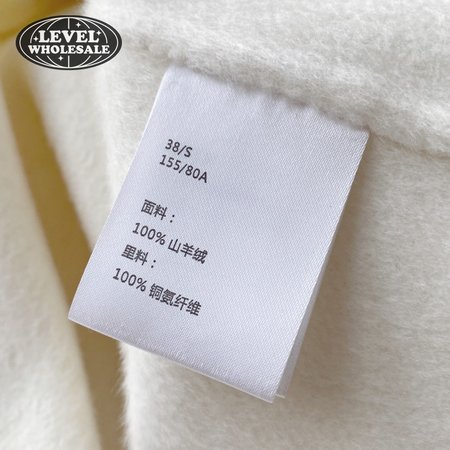 LEVEL
WHOLESALE
38/S
155/80A
面料：
100% 山羊绒
里料：
100% 铜氨纤维